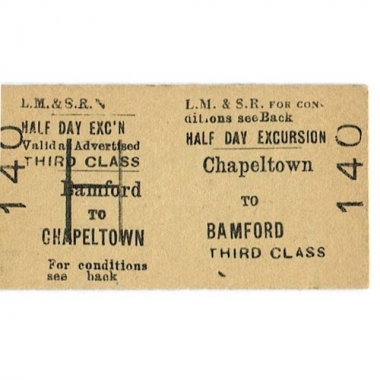 L.M.&S.R.
HALF DAY EXC'N
Valid as Advertised
THIRD CLASS
Bamford
TO
CHAPELTOWN
For conditions
see back
140
L.M. & S.R. FOR CON-
ditions see Back
HALF DAY EXCURSION
Chapeltown
TO
BAMFORD
THIRD CLASS
140